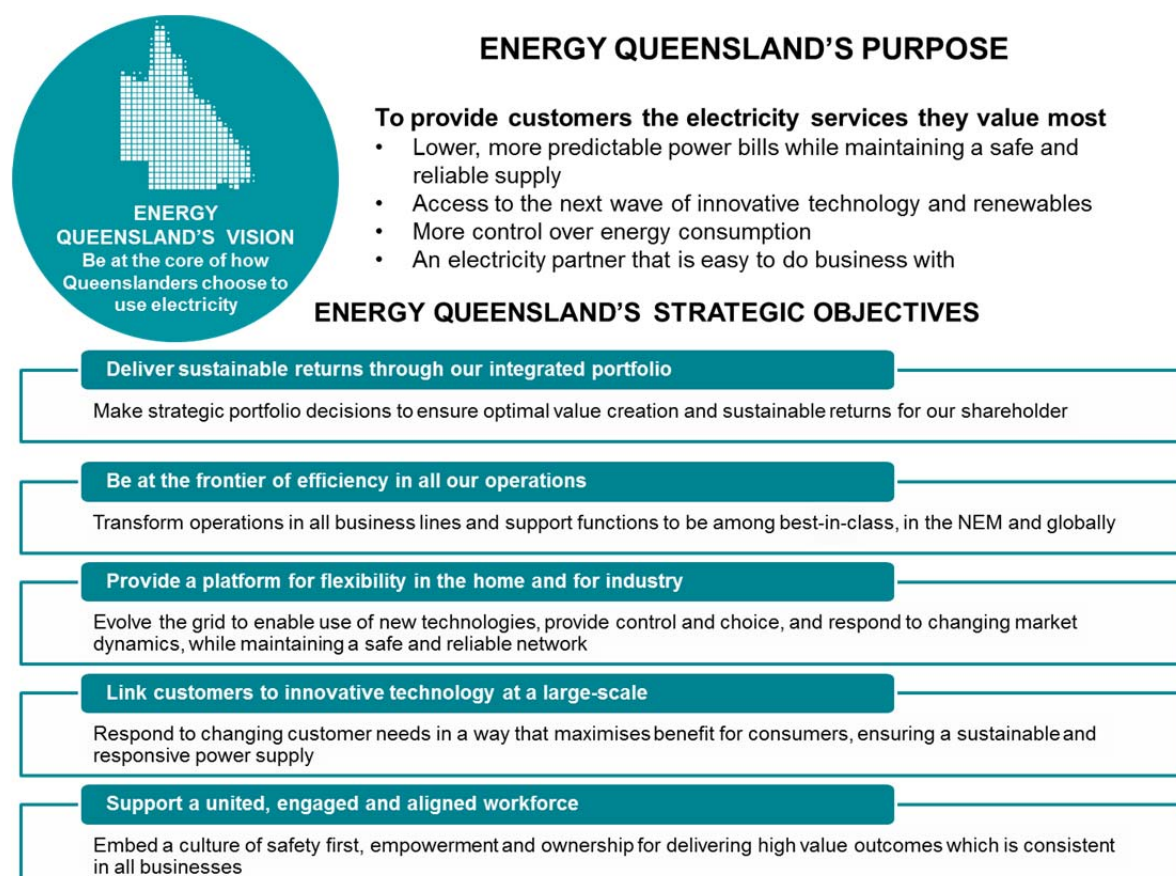 ENERGY
QUEENSLAND'S VISION
Be at the core of how
Queenslanders choose to
use electricity
ENERGY QUEENSLAND'S PURPOSE
To provide customers the electricity services they value most
• Lower, more predictable power bills while maintaining a safe and
reliable supply
• Access to the next wave of innovative technology and renewables
• More control over energy consumption
• An electricity partner that is easy to do business with
ENERGY QUEENSLAND'S STRATEGIC OBJECTIVES
Deliver sustainable returns through our integrated portfolio
Make strategic portfolio decisions to ensure optimal value creation and sustainable returns for our shareholder
Be at the frontier of efficiency in all our operations
Transform operations in all business lines and support functions to be among best-in-class, in the NEM and globally
Provide a platform for flexibility in the home and for industry
Evolve the grid to enable use of new technologies, provide control and choice, and respond to changing market
dynamics, while maintaining a safe and reliable network
Link customers to innovative technology at a large-scale
Respond to changing customer needs in a way that maximises benefit for consumers, ensuring a sustainable and
responsive power supply
Support a united, engaged and aligned workforce
Embed a culture of safety first, empowerment and ownership for delivering high value outcomes which is consistent
in all businesses